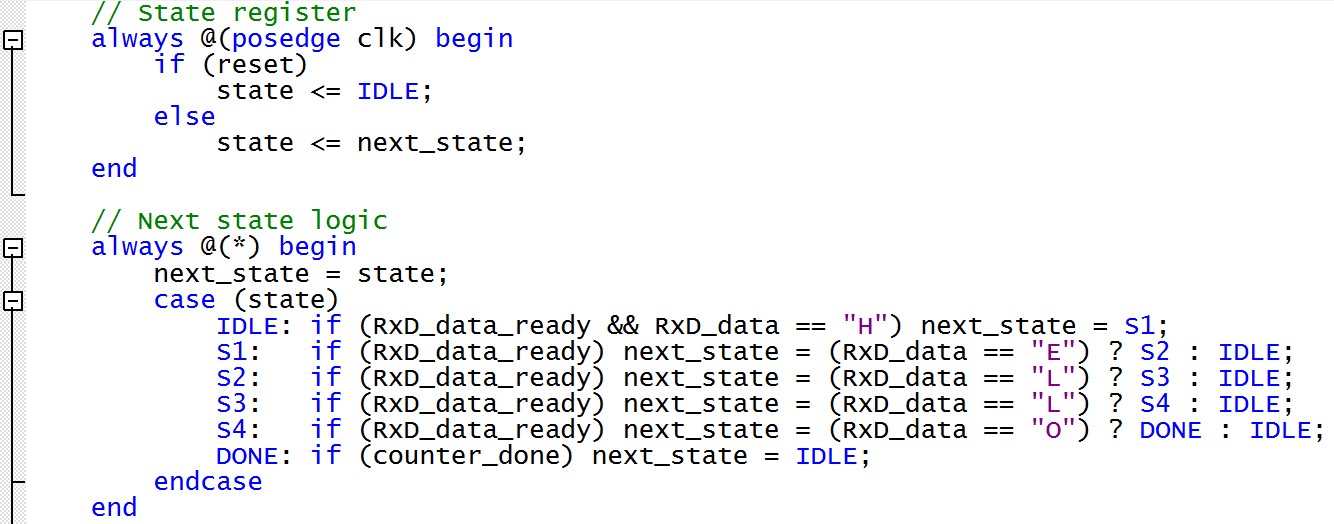 // State register
always @(posedge clk) begin
    if (reset)
        state <= IDLE;
    else
        state <= next_state;
end

// Next state logic
always @(*) begin
    next_state = state;
    case (state)
        IDLE: if (RxD_data_ready && RxD_data == "H") next_state = S1;
        S1:   if (RxD_data_ready) next_state = (RxD_data == "E") ? S2 : IDLE;
        S2:   if (RxD_data_ready) next_state = (RxD_data == "L") ? S3 : IDLE;
        S3:   if (RxD_data_ready) next_state = (RxD_data == "L") ? S4 : IDLE;
        S4:   if (RxD_data_ready) next_state = (RxD_data == "O") ? DONE : IDLE;
        DONE: if (counter_done) next_state = IDLE;
    endcase
end